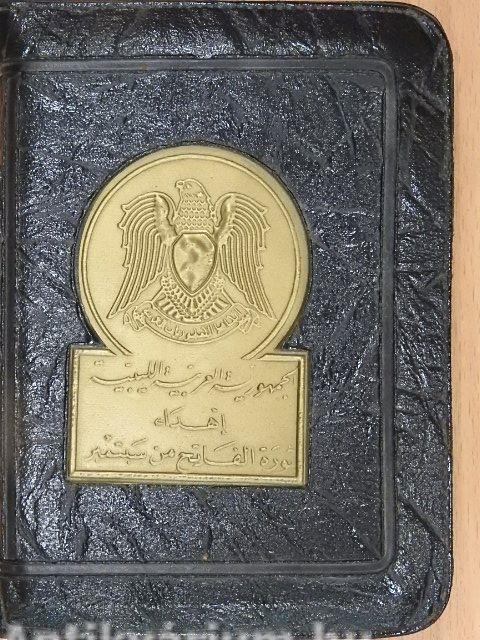 الجمهورية العربية الليبية
إهداء
ثورة الفاتح من سبتمبر